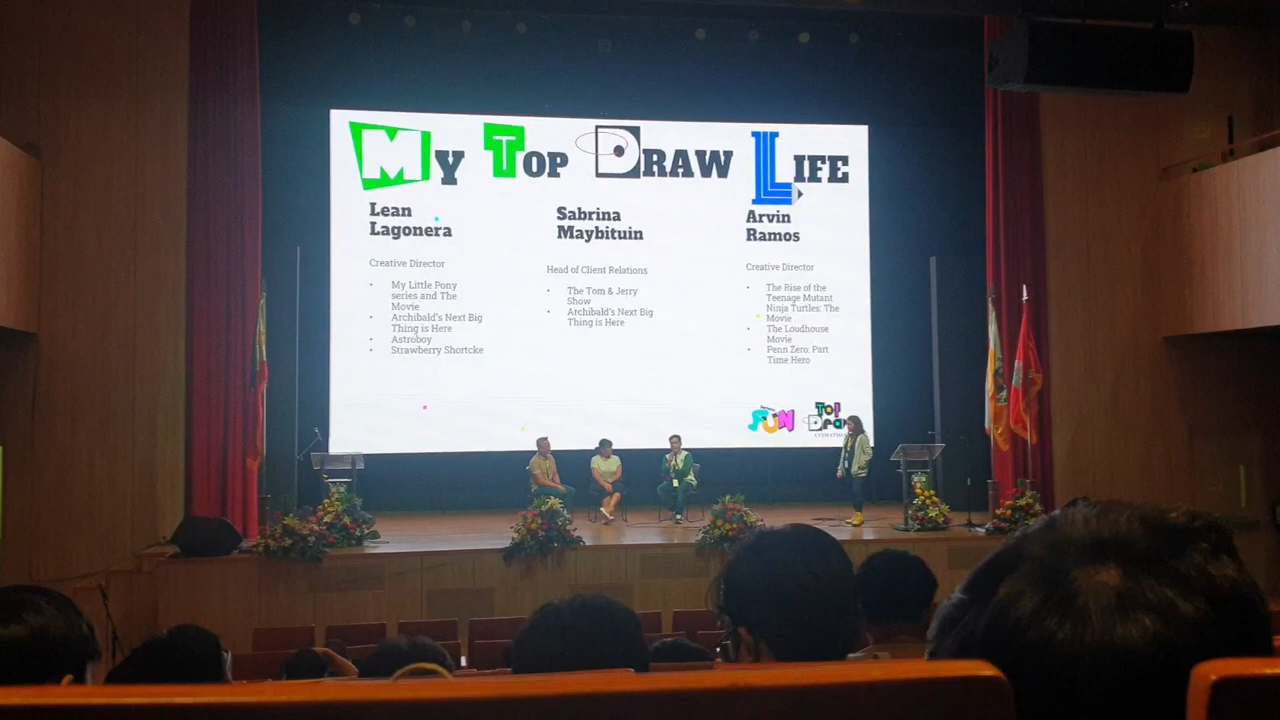 My Top Draw Life
Lean
Lagonera
Creative Director
• My Little Pony
series and The
Movie
• Archibald's Next Big
Thing is Here
• Astroboy
• Strawberry Shortcke
Sabrina
Maybituin
Head of Client Relations
• The Tom & Jerry
Show
• Archibald's Next Big
Thing is Here
Arvin
Ramos
Creative Director
• The Rise of the
Teenage Mutant
Ninja Turtles: The
Movie
• The Loudhouse
Movie
• Penn Zero: Part
Time Hero
FUN
Top
Dra